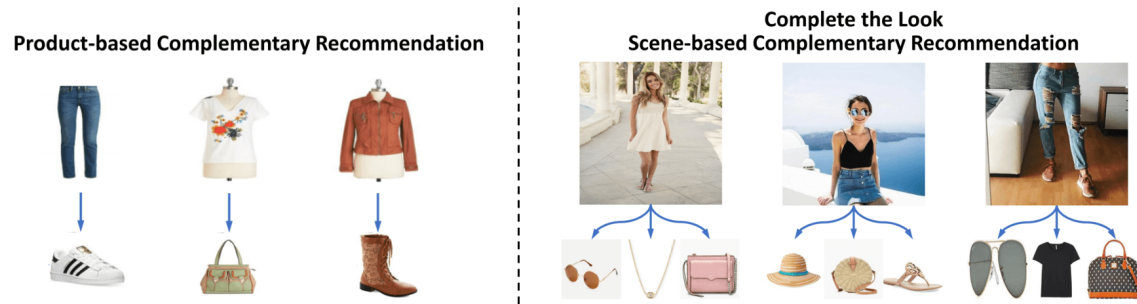 Product-based Complementary Recommendation
Complete the Look
Scene-based Complementary Recommendation